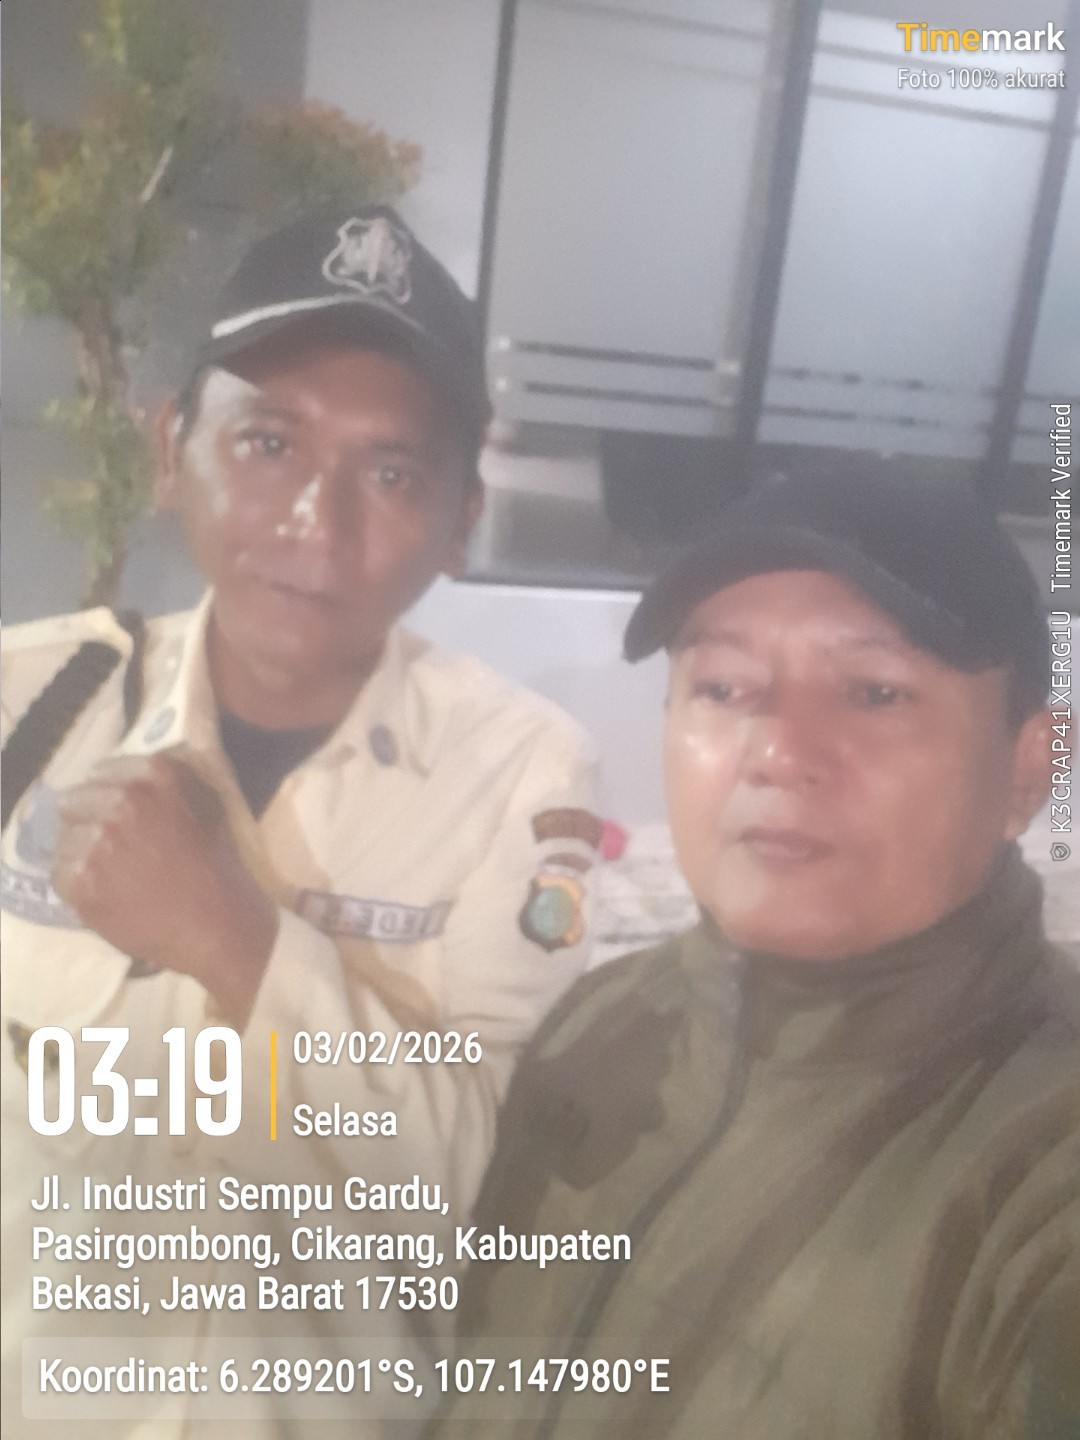 Timemark
Foto 100% akurat
K3CRAP41XERG1U Timemark Verified
03:19
03/02/2026
Selasa
Jl. Industri Sempu Gardu,
Pasirgombong, Cikarang, Kabupaten
Bekasi, Jawa Barat 17530
Koordinat: 6.289201°S, 107.147980°E